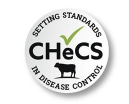 SETTING STANDARDS
CHeCS
IN DISEASE CONTROL